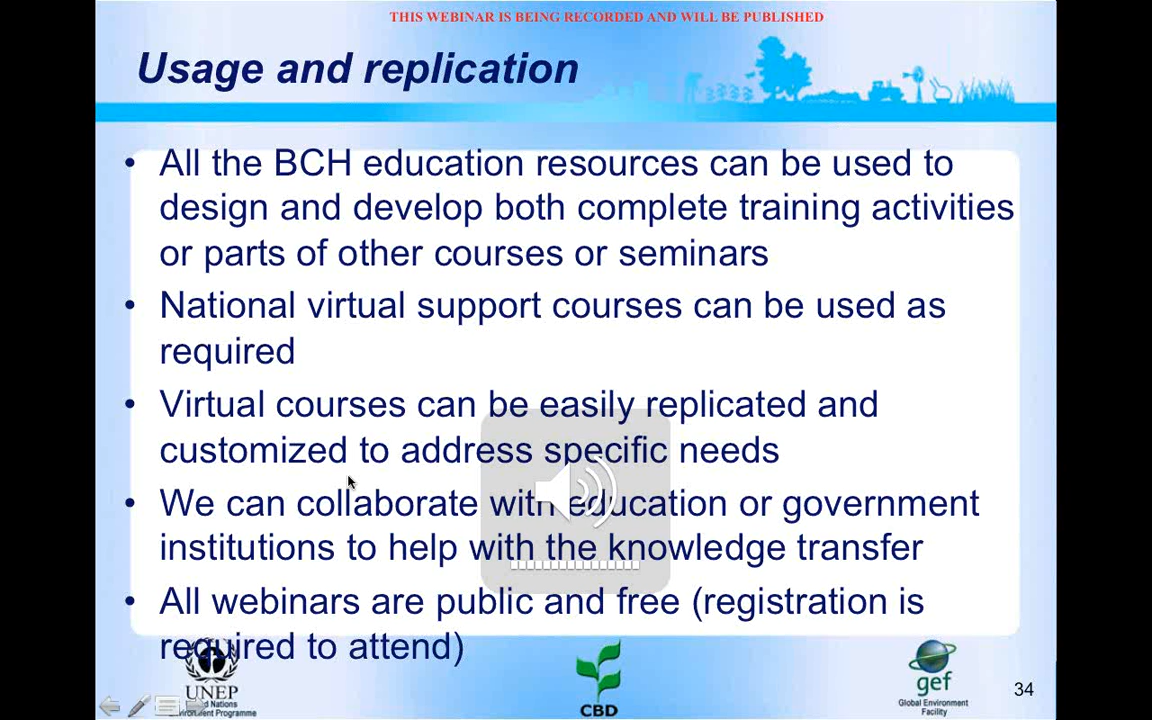 THIS WEBINAR IS BEING RECORDED AND WILL BE PUBLISHED
Usage and replication
• All the BCH education resources can be used to
design and develop both complete training activities
or parts of other courses or seminars
• National virtual support courses can be used as
required
• Virtual courses can be easily replicated and
customized to address specific needs
• We can collaborate with education or government
institutions to help with the knowledge transfer
• All webinars are public and free (registration is
required to attend)
UNEP
Nations
Environment Programme
CBD
gef
Global Environment
Facility
34